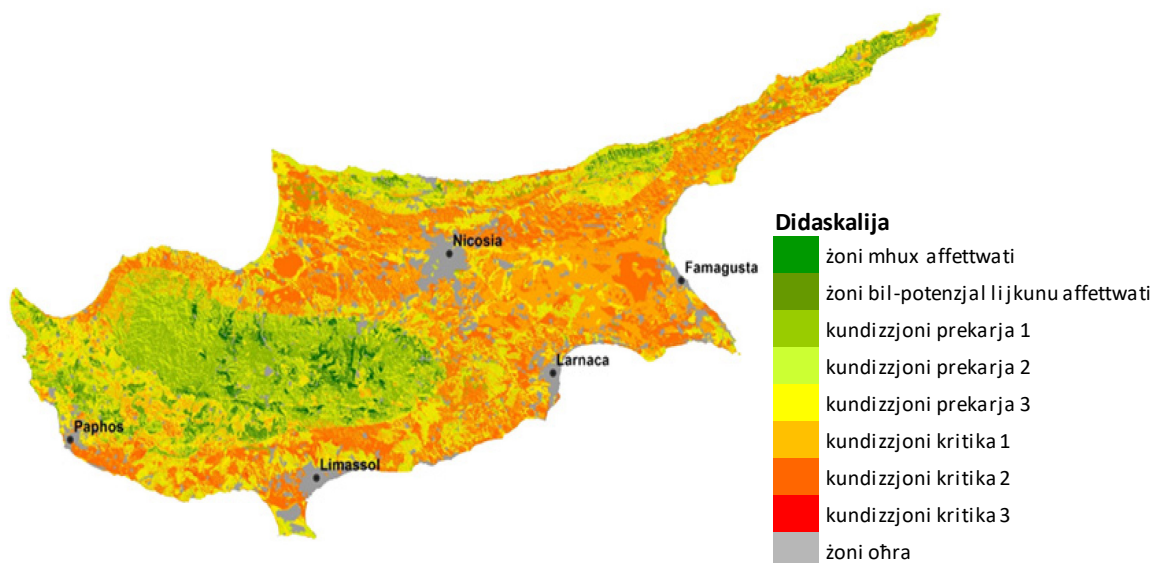 Nicosia
Famagusta
Larnaca
Paphos
Limassol
Didaskalija
żoni mhux affettwati
żoni bil-potenzjal li jkunu affettwati
kundizzjoni prekarja 1
kundizzjoni prekarja 2
kundizzjoni prekarja 3
kundizzjoni kritika 1
kundizzjoni kritika 2
kundizzjoni kritika 3
żoni oħra